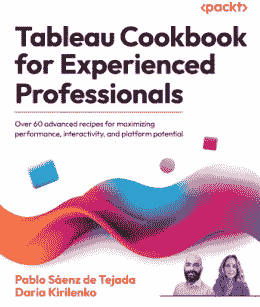 <packt>
Tableau Cookbook
for Experienced
Professionals
Over 60 advanced recipes for maximizing
performance, interactivity, and platform potential
Pablo Sáenz de Tejada
Daria Kirilenko